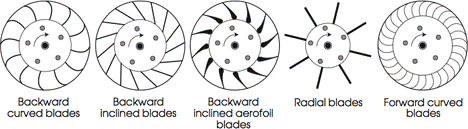 Backward
curved blades
Backward
inclined blades
Backward
inclined aerofoil
blades
Radial blades
Forward curved
blades